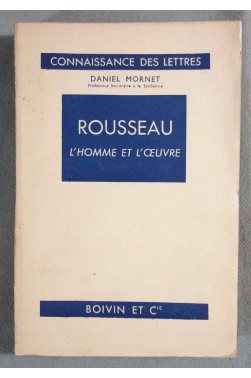 CONNAISSANCE DES LETTRES
DANIEL MORNET
Professeur honoraire à la Sorbonne
ROUSSEAU
L'HOMME ET L'ŒUVRE
BOIVIN ET Cie